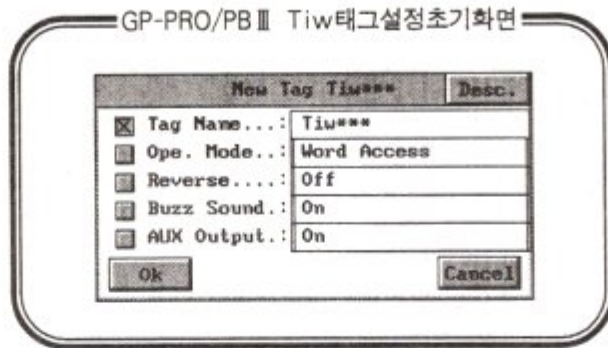 GP-PRO/PBⅢ Tiw태그설정초기화면
New Tag Tiw*** Desc.
Tag Name...: Tiw***
Ope. Mode..: Word Access
Reverse....: Off
Buzz Sound.: On
AUX Output.: On
Ok Cancel